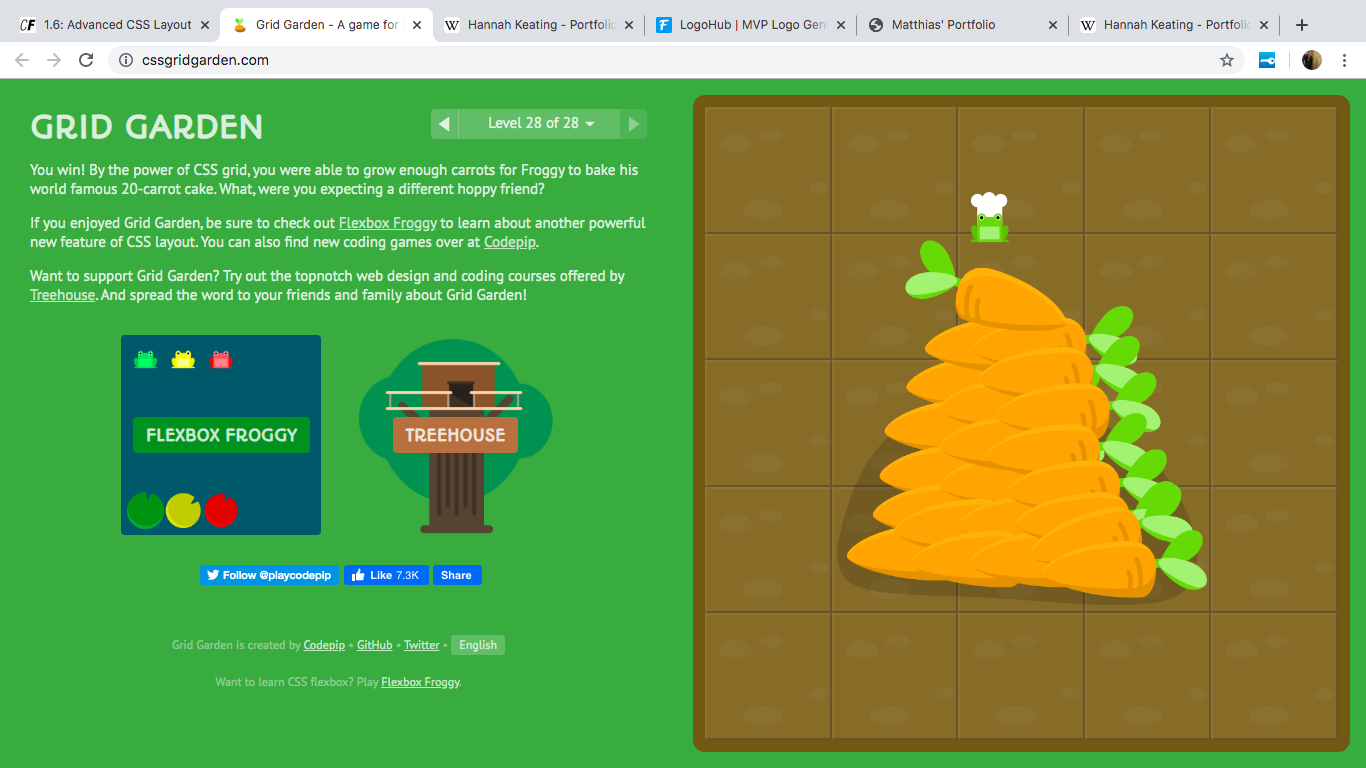 CF 1.6: Advanced CSS Layout
Grid Garden - A game for
W Hannah Keating - Portfolio
F LogoHub | MVP Logo Gen
Matthias' Portfolio
W Hannah Keating - Portfolio
cssgridgarden.com
GRID GARDEN
Level 28 of 28
You win! By the power of CSS grid, you were able to grow enough carrots for Froggy to bake his
world famous 20-carrot cake. What, were you expecting a different hoppy friend?
If you enjoyed Grid Garden, be sure to check out Flexbox Froggy to learn about another powerful
new feature of CSS layout. You can also find new coding games over at Codepip.
Want to support Grid Garden? Try out the topnotch web design and coding courses offered by
Treehouse. And spread the word to your friends and family about Grid Garden!
FLEXBOX FROGGY
TREEHOUSE
Follow @playcodepip
Like 7.3K
Share
Grid Garden is created by Codepip • GitHub • Twitter • English
Want to learn CSS flexbox? Play Flexbox Froggy.